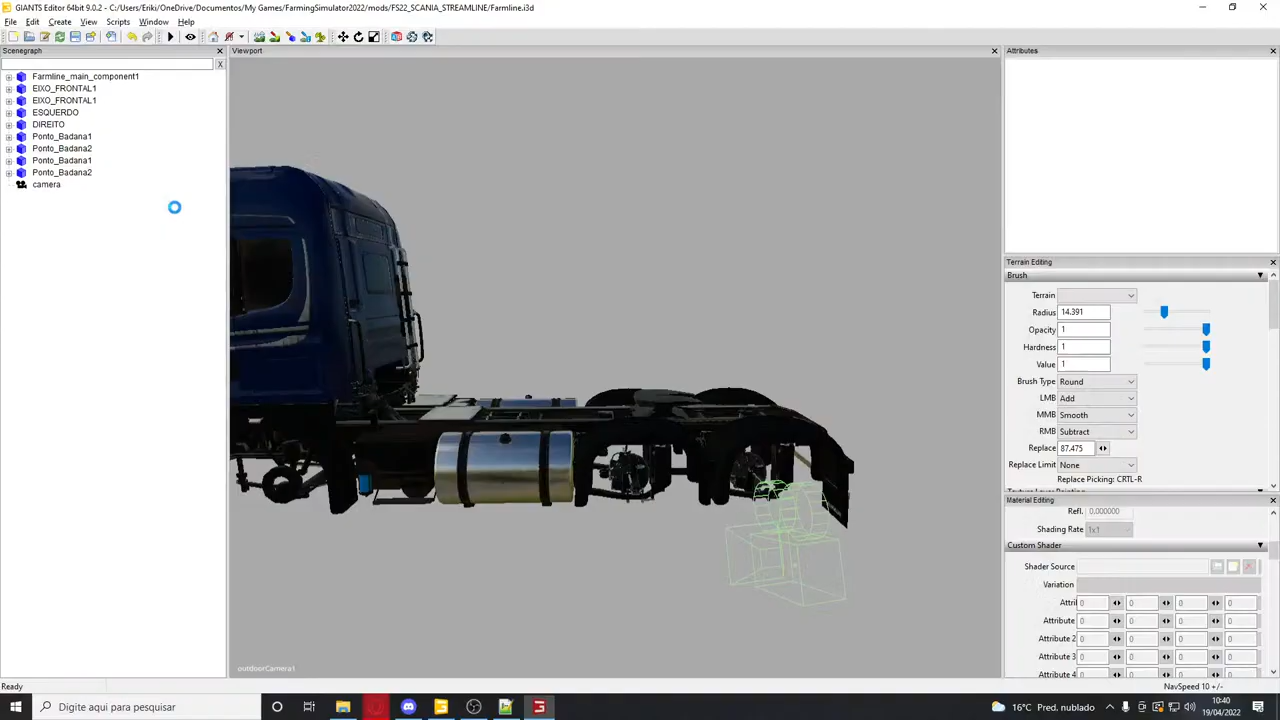 GIANTS Editor 64bit 9.0.2 - C:/Users/Eriki/OneDrive/Documentos/My Games/FarmingSimulator2022/mods/FS22_SCANIA_STREAMLINE/Farmline.i3d
File Edit Create View Scripts Window Help
Scenegraph
X
Farmline_main_component1
EIXO_FRONTAL1
EIXO_FRONTAL1
ESQUERDO
DIREITO
Ponto_Badana1
Ponto_Badana2
Ponto_Badana1
Ponto_Badana2
camera
Viewport
outdoorCamera1
Attributes
Terrain Editing
Brush
Terrain
Radius 14.391
Opacity 1
Hardness 1
Value 1
Brush Type Round
LMB Add
MMB Smooth
RMB Subtract
Replace 87.475
Replace Limit None
Replace Picking: CRTL-R
Texture Layer Painting
Material Editing
Refl. 0,000000
Shading Rate 1x1
Custom Shader
Shader Source
Variation
Attri 0 0 0 0
Attribute 0 0 0 0
Attribute 2 0 0 0 0
Attribute 3 0 0 0 0
Attribute 4 0 0 0 0
Ready
NavSpeed 10 +/-
Digite aqui para pesquisar
16°C Pred. nublado
10:40
19/04/2022